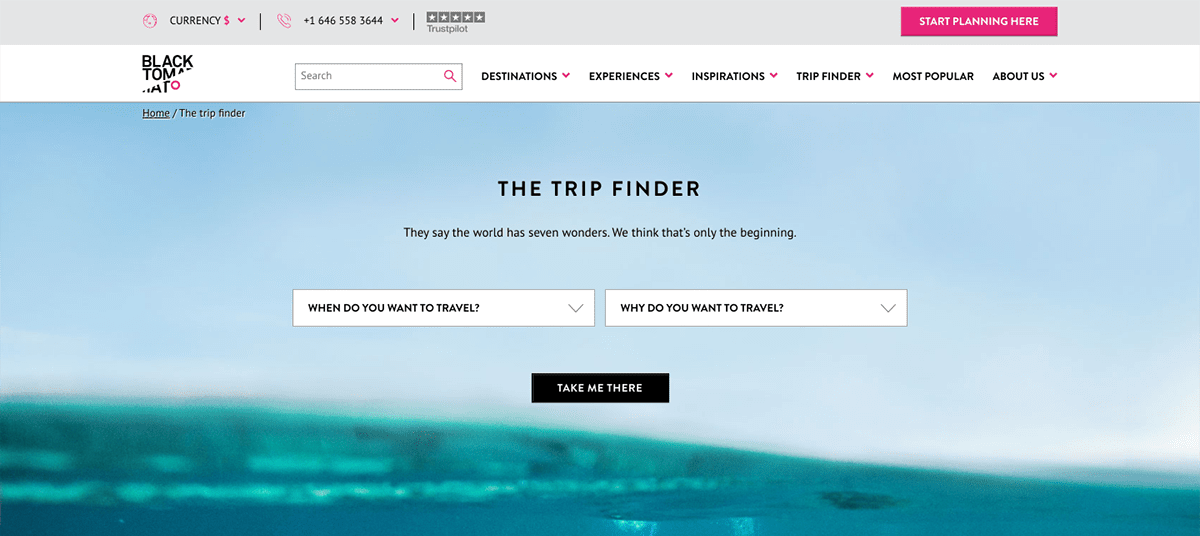 CURRENCY $
+1 646 558 3644
Trustpilot
START PLANNING HERE
BLACK
TOMA
ATO
Search
DESTINATIONS
EXPERIENCES
INSPIRATIONS
TRIP FINDER
MOST POPULAR
ABOUT US
Home / The trip finder
THE TRIP FINDER
They say the world has seven wonders. We think that's only the beginning.
WHEN DO YOU WANT TO TRAVEL?
WHY DO YOU WANT TO TRAVEL?
TAKE ME THERE